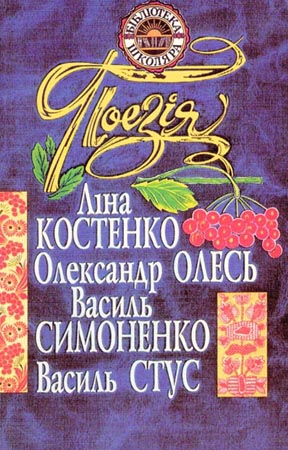 БІБЛІОТЕКА
ШКОЛЯРА
Поезія
Ліна
КОСТЕНКО
Олександр ОЛЕСЬ
Василь
СИМОНЕНКО
Василь СТУС